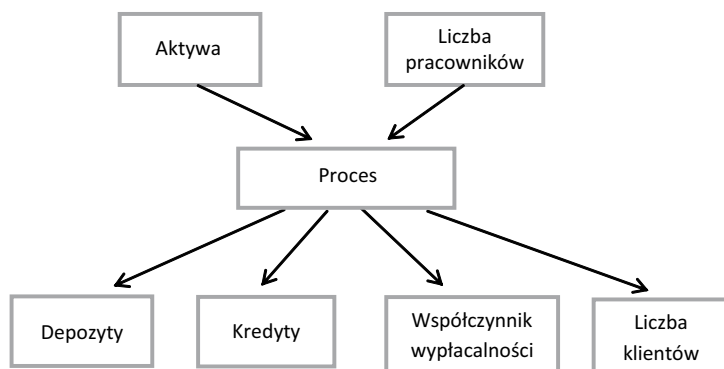 Aktywa
Liczba
pracowników
Proces
Depozyty
Kredyty
Współczynnik
wypłacalności
Liczba
klientów